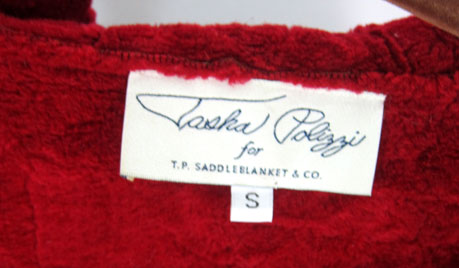 Taska Polizzi
for
T.P. SADDLEBLANKET & CO.
S